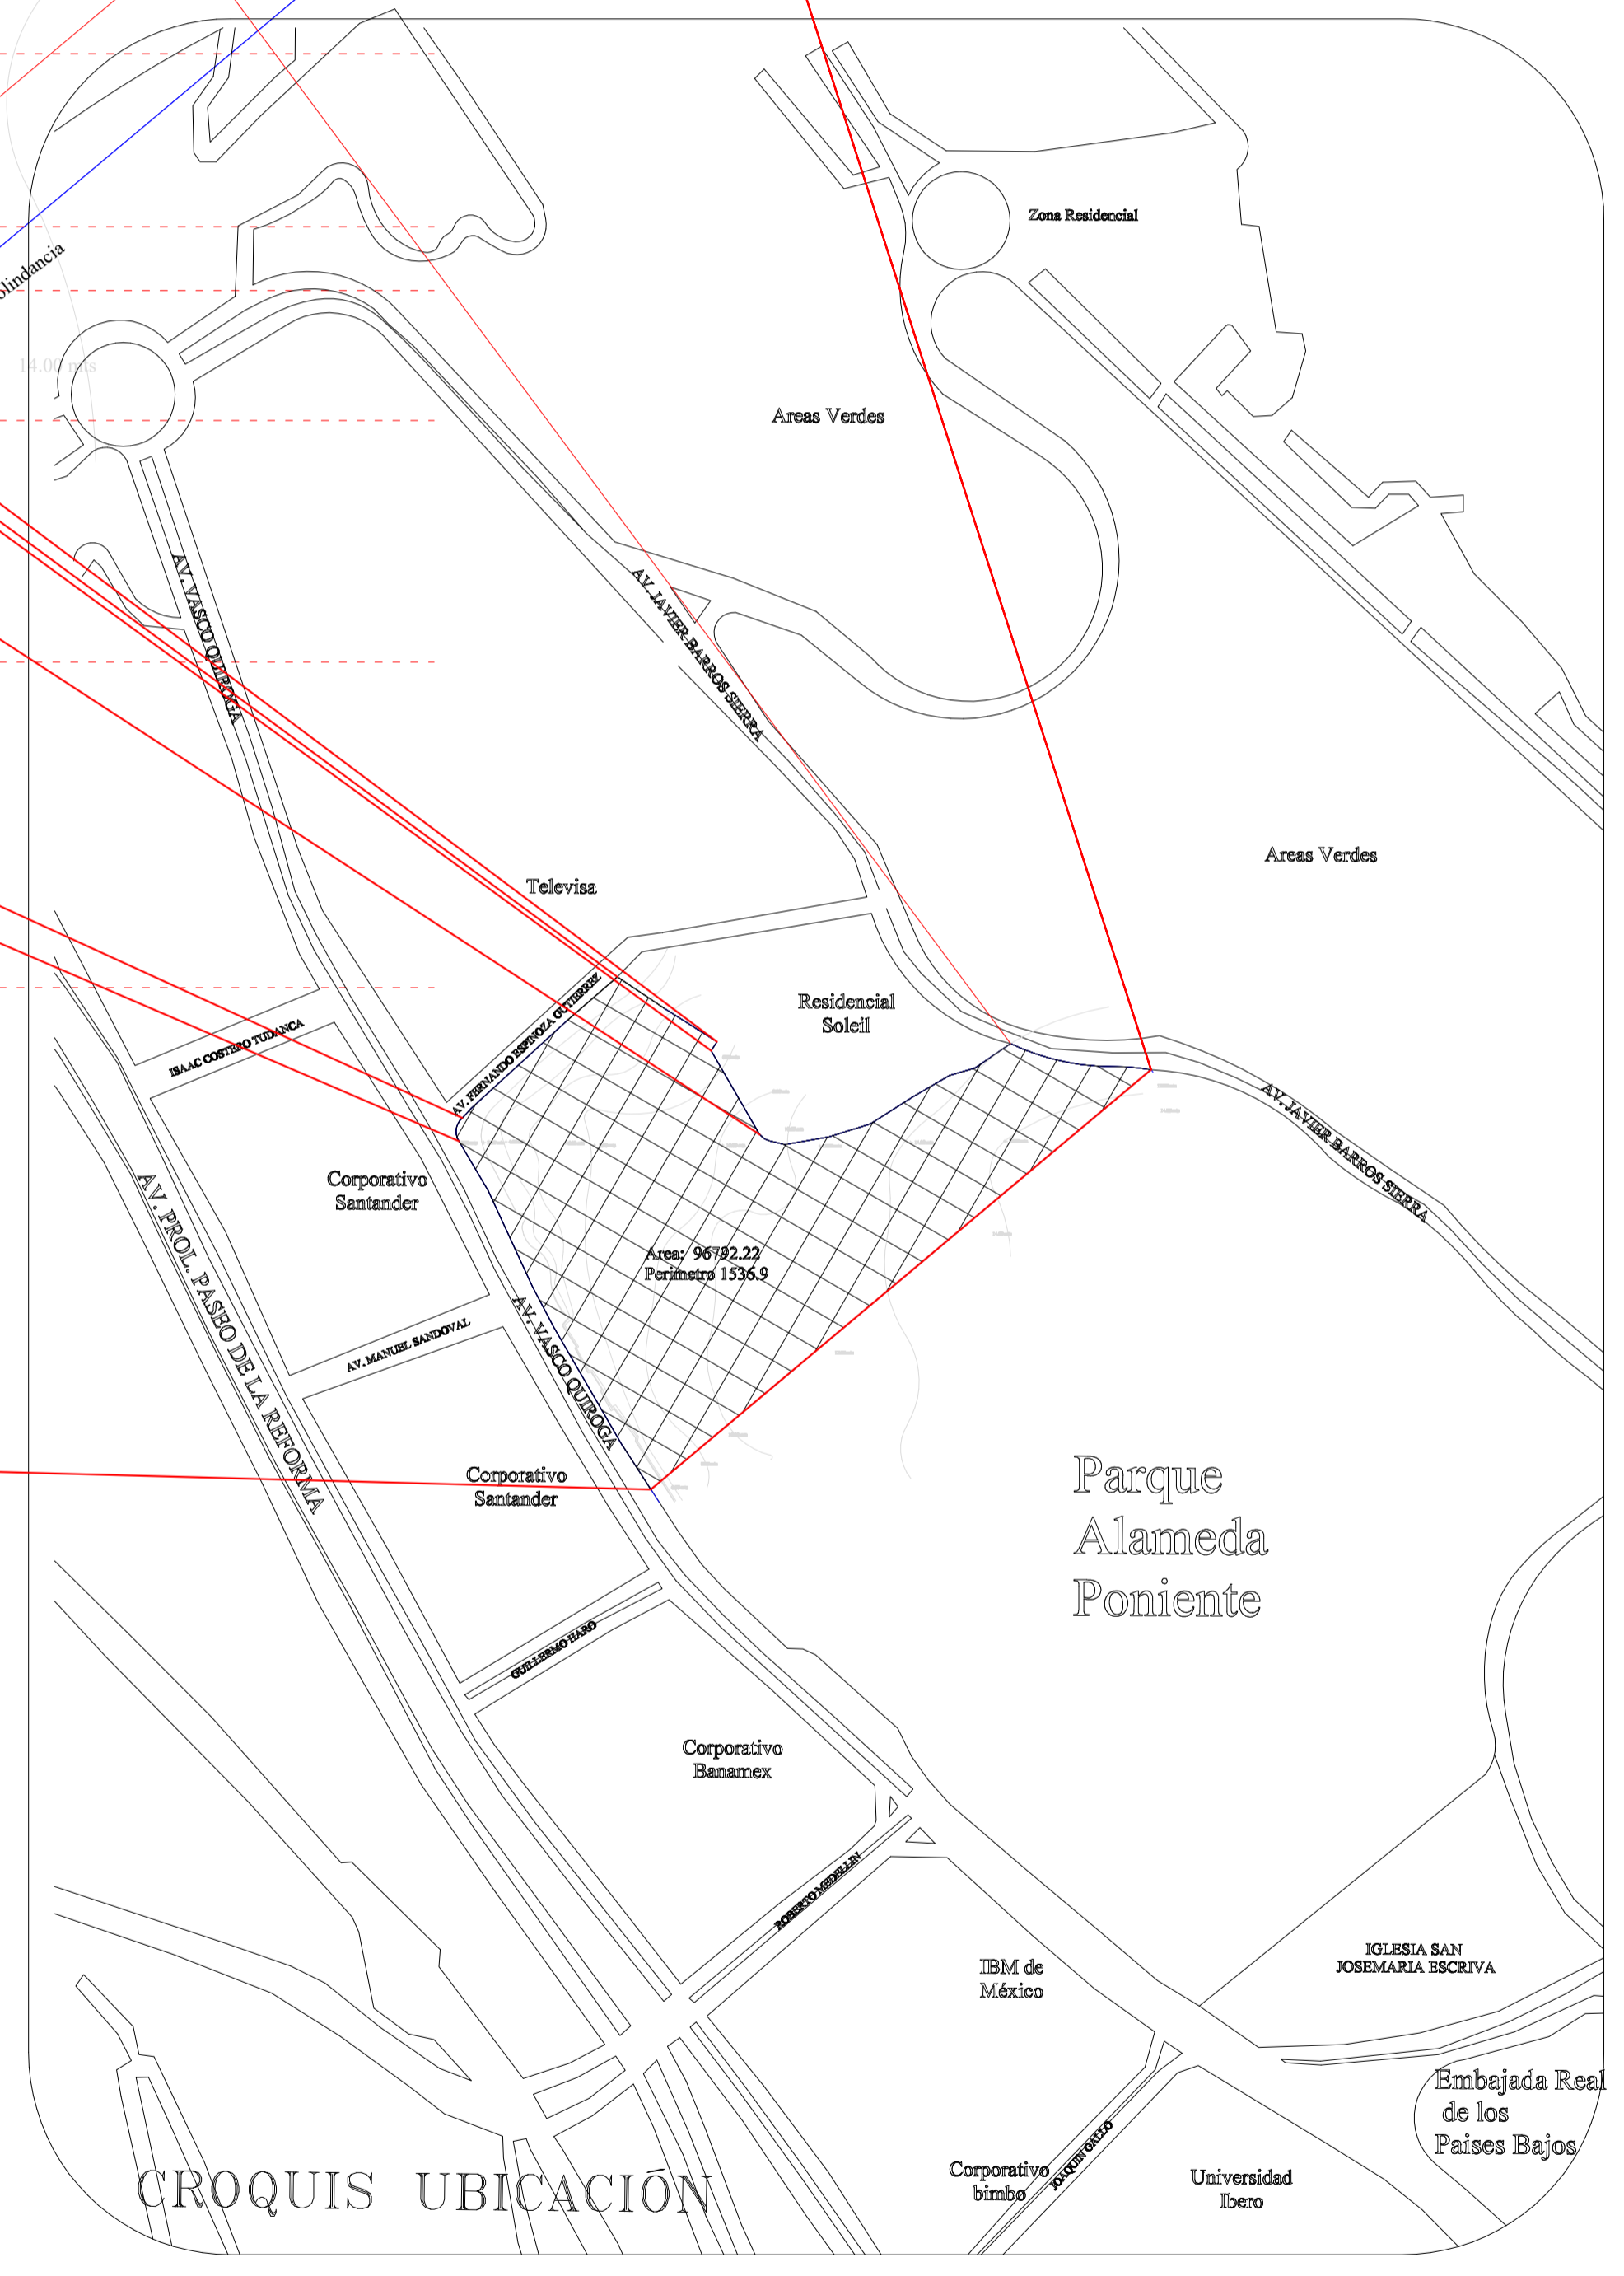 Zona Residencial
olindancia
14.00 mts
Areas Verdes
AV. VASCO QUIROGA
AV. JAVIER BARROS SIERRA
Areas Verdes
Televisa
Residencial
Soleil
AV. FERNANDO ESPINOZA GUTIERREZ
ISAAC COSTERO TUDANCA
AV. JAVIER BARROS SIERRA
Corporativo
Santander
AV. PROL. PASEO DE LA REFORMA
Area: 96792.22
Perimetro 1536.9
AV. MANUEL SANDOVAL
AV. VASCO QUIROGA
Corporativo
Santander
Parque
Alameda
Poniente
GUILLERMO HARO
Corporativo
Banamex
ROBERTO MEDELLIN
IBM de
México
IGLESIA SAN
JOSEMARIA ESCRIVA
Embajada Real
de los
Paises Bajos
JOAQUIN GALLO
Corporativo
bimbo
Universidad
Ibero
CROQUIS UBICACIÓN